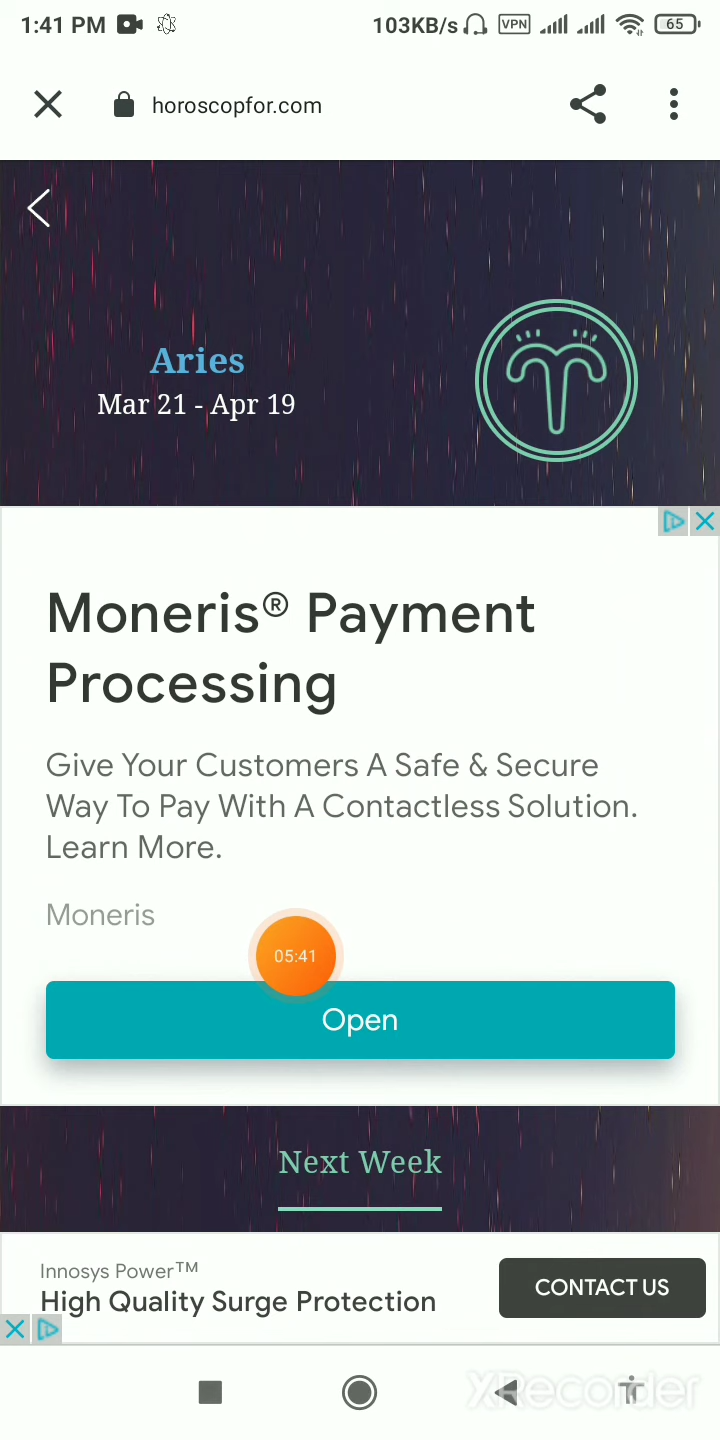 1:41 PM 103KB/s VPN 65
horoscopfor.com
Aries
Mar 21 - Apr 19
Moneris® Payment
Processing
Give Your Customers A Safe & Secure
Way To Pay With A Contactless Solution.
Learn More.
Moneris
05:41
Open
Next Week
Innosys Power™
High Quality Surge Protection
CONTACT US
XRecorder